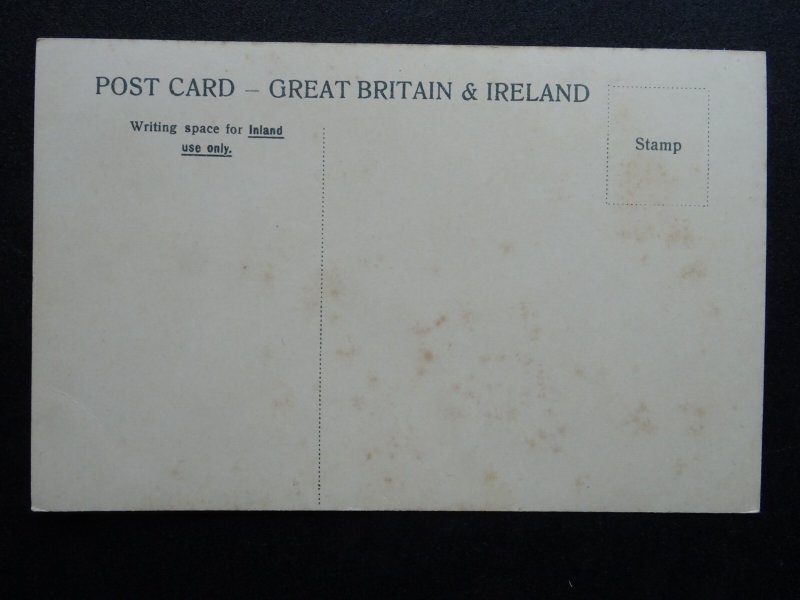 POST CARD – GREAT BRITAIN & IRELAND
Writing space for Inland
use only.
Stamp